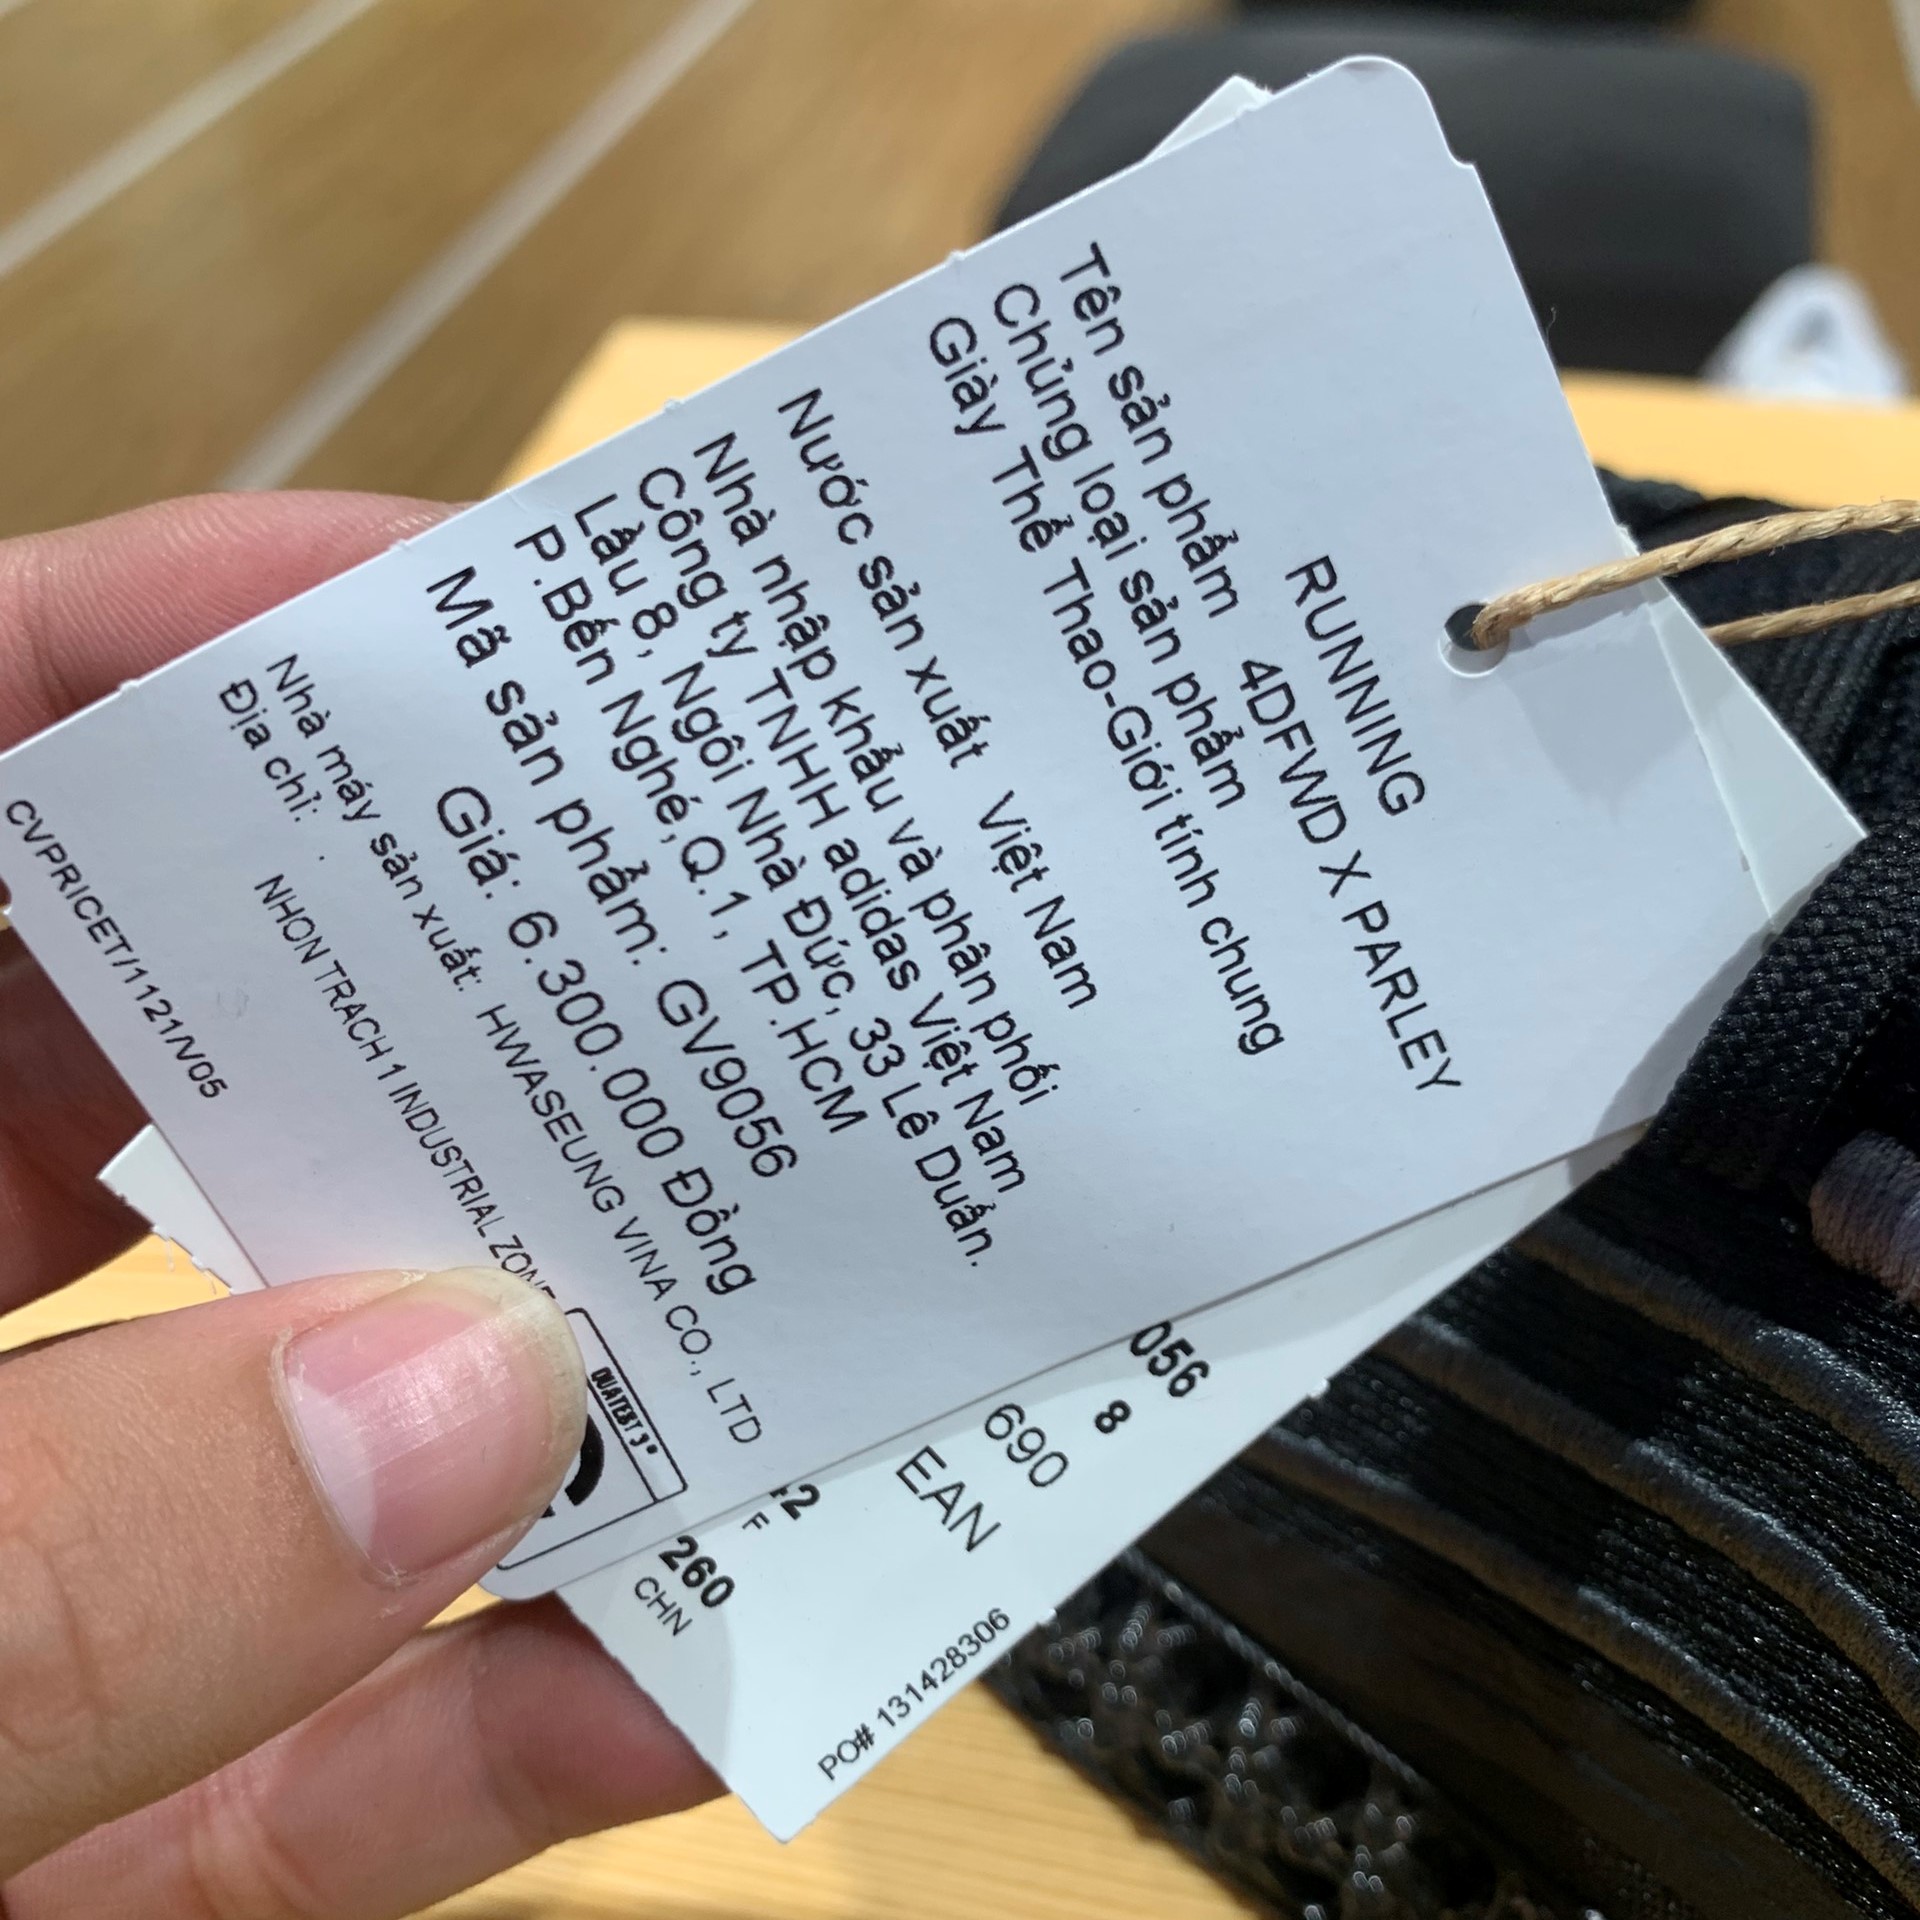 RUNNING
Tên sản phẩm 4DFWD X PARLEY
Chủng loại sản phẩm
Giày Thể Thao-Giới tính chung
Nước sản xuất Việt Nam
Nhà nhập khẩu và phân phối
Công ty TNHH adidas Việt Nam
Lầu 8, Ngôi Nhà Đức, 33 Lê Duẩn.
P.Bến Nghé,Q.1, TP.HCM
Mã sản phẩm: GV9056
Giá: 6.300.000 Đồng
Nhà máy sản xuất: HWASEUNG VINA CO., LTD
Địa chỉ: . NHON TRACH 1 INDUSTRIAL ZONE
CVPRICET/1121/V05
QUATEST 3
056
8
690
EAN
F
260
CHN
PO# 131428306